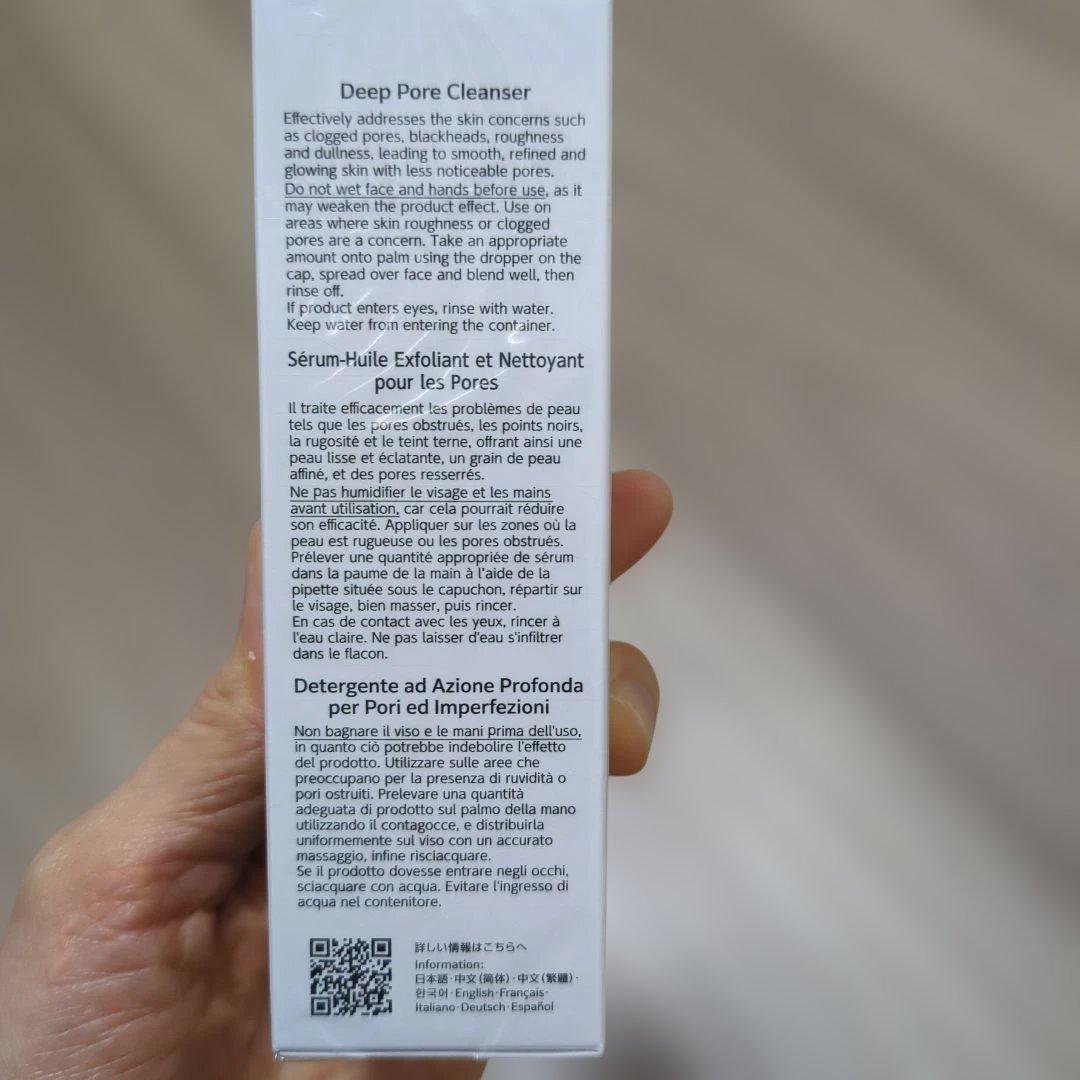 Deep Pore Cleanser
Effectively addresses the skin concerns such
as clogged pores, blackheads, roughness
and dullness, leading to smooth, refined and
glowing skin with less noticeable pores.
Do not wet face and hands before use, as it
may weaken the product effect. Use on
areas where skin roughness or clogged
pores are a concern. Take an appropriate
amount onto palm using the dropper on the
cap, spread over face and blend well, then
rinse off.
If product enters eyes, rinse with water.
Keep water from entering the container.
Sérum-Huile Exfoliant et Nettoyant
pour les Pores
Il traite efficacement les problèmes de peau
tels que les pores obstrués, les points noirs,
la rugosité et le teint terne, offrant ainsi une
peau lisse et éclatante, un grain de peau
affiné, et des pores resserrés.
Ne pas humidifier le visage et les mains
avant utilisation, car cela pourrait réduire
son efficacité. Appliquer sur les zones où la
peau est rugueuse ou les pores obstrués.
Prélever une quantité appropriée de sérum
dans la paume de la main à l'aide de la
pipette située sous le capuchon, répartir sur
le visage, bien masser, puis rincer.
En cas de contact avec les yeux, rincer à
l'eau claire. Ne pas laisser d'eau s'infiltrer
dans le flacon.
Detergente ad Azione Profonda
per Pori ed Imperfezioni
Non bagnare il viso e le mani prima dell'uso,
in quanto ciò potrebbe indebolire l'effetto
del prodotto. Utilizzare sulle aree che
preoccupano per la presenza di ruvidità o
pori ostruiti. Prelevare una quantità
adeguata di prodotto sul palmo della mano
utilizzando il contagocce, e distribuirla
uniformemente sul viso con un accurato
massaggio, infine risciacquare.
Se il prodotto dovesse entrare negli occhi,
sciacquare con acqua. Evitare l'ingresso di
acqua nel contenitore.
詳しい情報はこちらへ
Information:
日本語·中文(简体)·中文(繁體)·
한국어·English·Français·
Italiano·Deutsch·Español